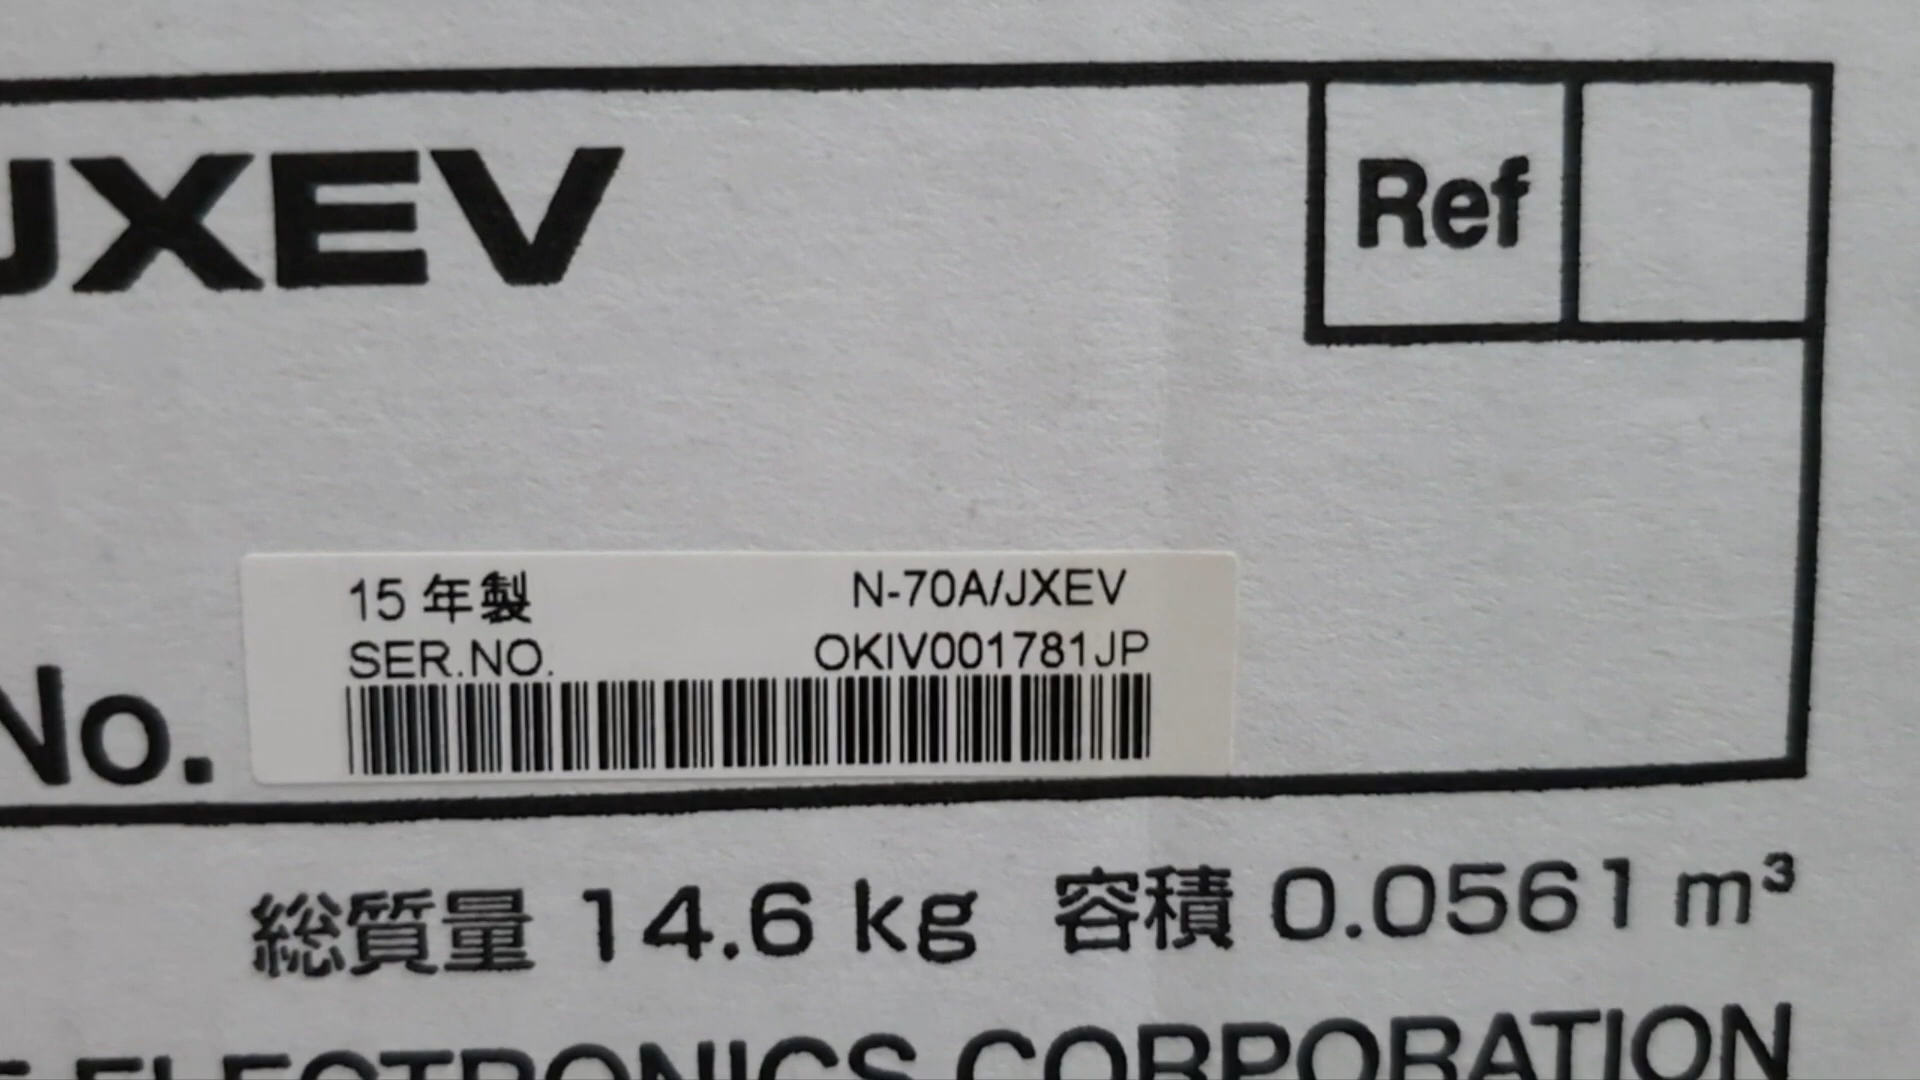 JXEV
Ref
15 年製 N-70A/JXEV
SER.NO. OKIV001781JP
No.
総質量 14.6 kg 容積 0.0561 m³
ELECTRONICS CORPORATION